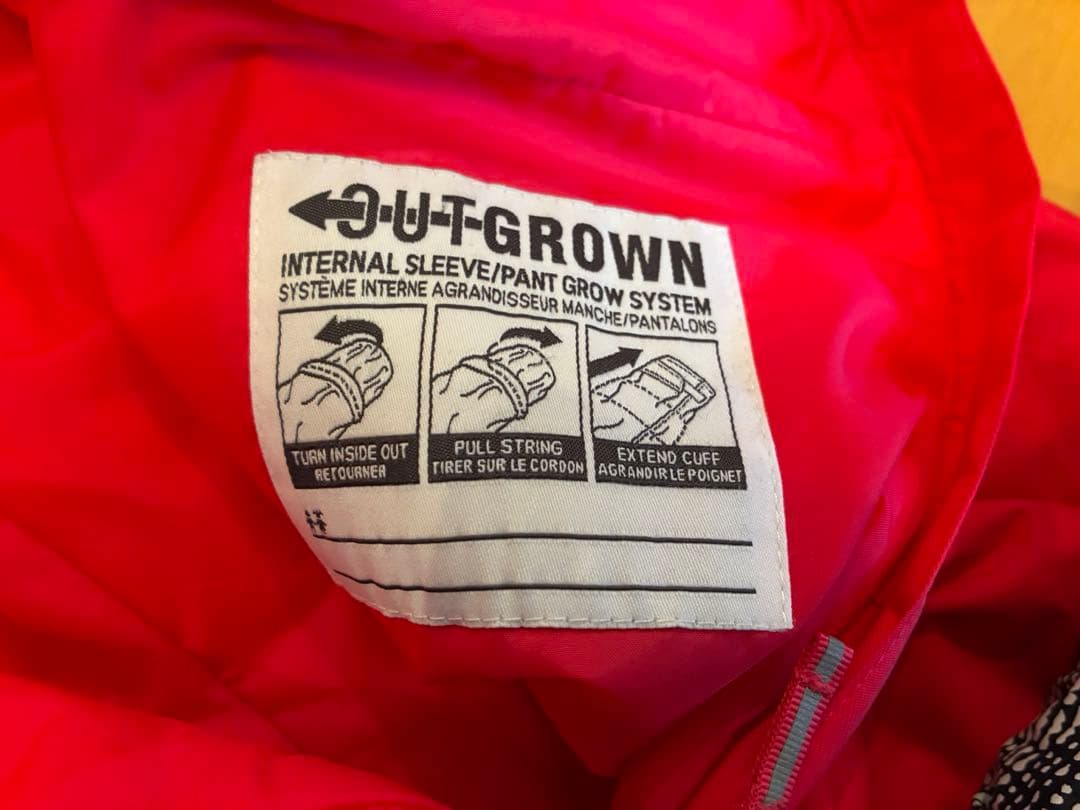 OUTGROWN
INTERNAL SLEEVE/PANT GROW SYSTEM
SYSTÈME INTERNE AGRANDISSEUR MANCHE/PANTALONS
TURN INSIDE OUT
RETOURNER
PULL STRING
TIRER SUR LE CORDON
EXTEND CUFF
AGRANDIR LE POIGNET